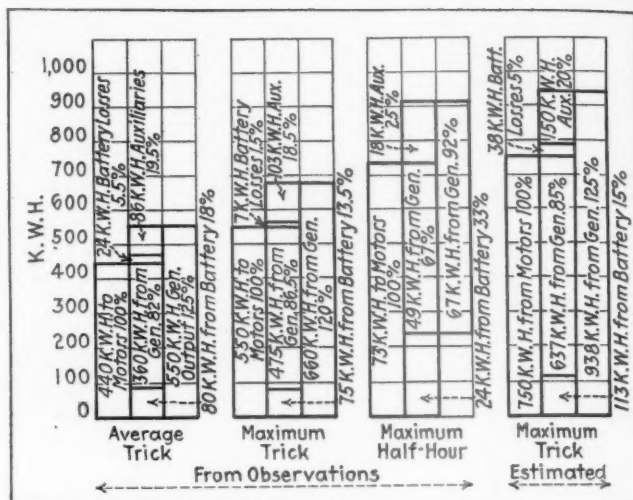 K.W.H.
1,000
900
800
700
600
500
400
300
200
100
0
24 K.W.H. Battery Losses
5.5%
86 K.W.H. Auxiliaries
19.5%
440 K.W.H. to
Motors 100%
360 K.W.H. from
Gen. 82%
550 K.W.H. Gen.
Output 125%
80 K.W.H. from Battery 18%
7 K.W.H. Battery
Losses 1.5%
103 K.W.H. Aux.
18.5%
550 K.W.H. to
Motors 100%
475 K.W.H. from
Gen. 86.5%
660 K.W.H. from Gen.
120%
75 K.W.H. from Battery 13.5%
18 K.W.H. Aux.
25%
73 K.W.H. to Motors
100%
49 K.W.H. from Gen.
67%
67 K.W.H. from Gen. 92%
24 K.W.H. from Battery 33%
38 K.W.H. Batt.
Losses 5%
150 K.W.H.
Aux. 20%
750 K.W.H. from Motors 100%
637 K.W.H. from Gen. 85%
938 K.W.H. from Gen. 125%
113 K.W.H. from Battery 15%
Average
Trick
Maximum
Trick
Maximum
Half-Hour
Maximum
Trick
Estimated
From Observations